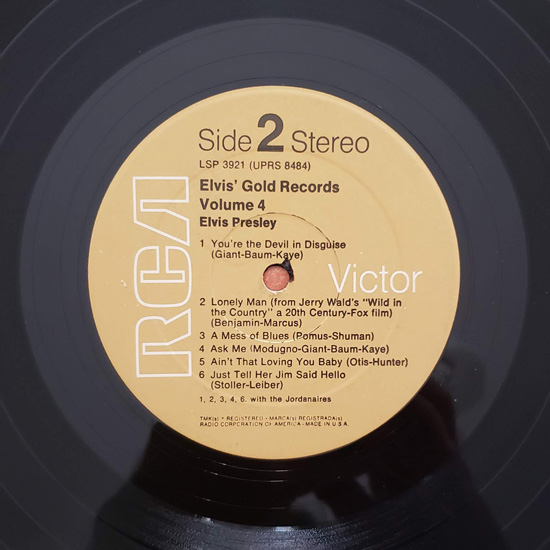 Side 2 Stereo
LSP 3921 (UPRS 8484)
Elvis' Gold Records
Volume 4
Elvis Presley
1 You're the Devil in Disguise
(Giant-Baum-Kaye)
RCA
Victor
2 Lonely Man (from Jerry Wald's "Wild in
the Country" a 20th Century-Fox film)
(Benjamin-Marcus)
3 A Mess of Blues (Pomus-Shuman)
4 Ask Me (Modugno-Giant-Baum-Kaye)
5 Ain't That Loving You Baby (Otis-Hunter)
6 Just Tell Her Jim Said Hello
(Stoller-Leiber)
1, 2, 3, 4, 6. with the Jordanaires
TMK(s) ® REGISTERED • MARCA(s) REGISTRADA(s)
RADIO CORPORATION OF AMERICA - MADE IN U.S.A.